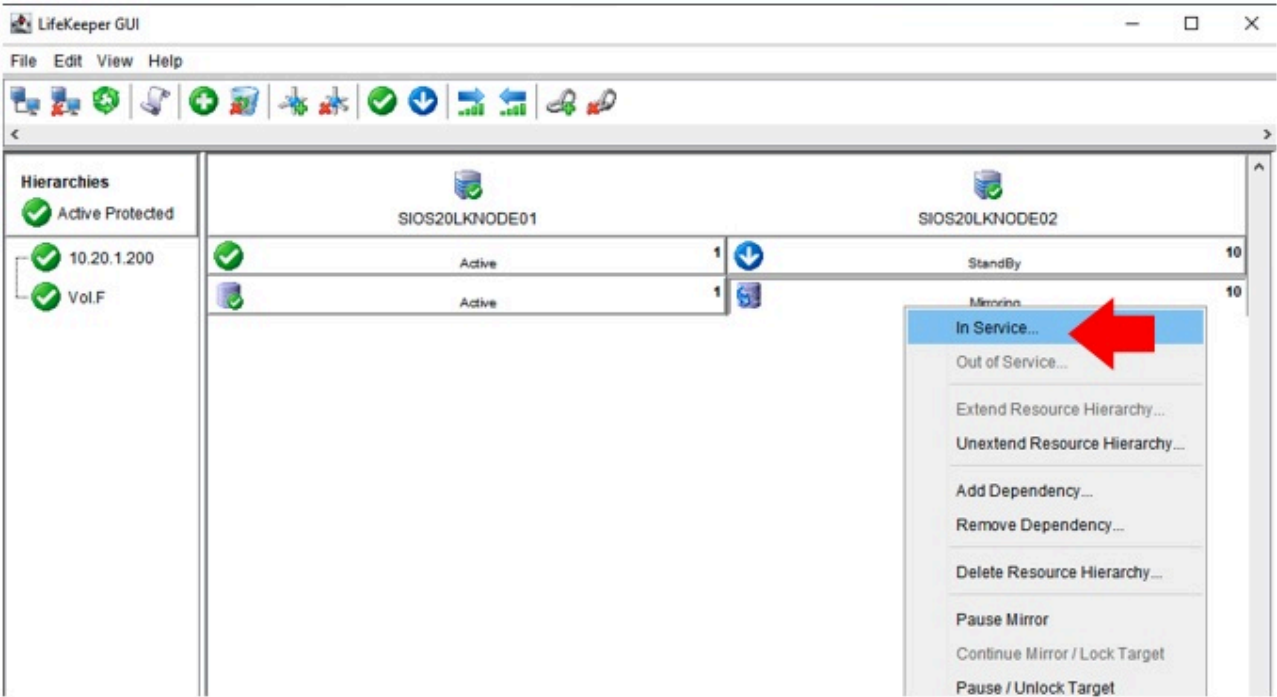 LifeKeeper GUI
File Edit View Help
Hierarchies
Active Protected
SIOS20LKNODE01
SIOS20LKNODE02
10.20.1.200
Active 1
StandBy 10
Vol.F
Active 1
Mirroring 10
In Service...
Out of Service...
Extend Resource Hierarchy...
Unextend Resource Hierarchy...
Add Dependency...
Remove Dependency...
Delete Resource Hierarchy...
Pause Mirror
Continue Mirror / Lock Target
Pause / Unlock Target